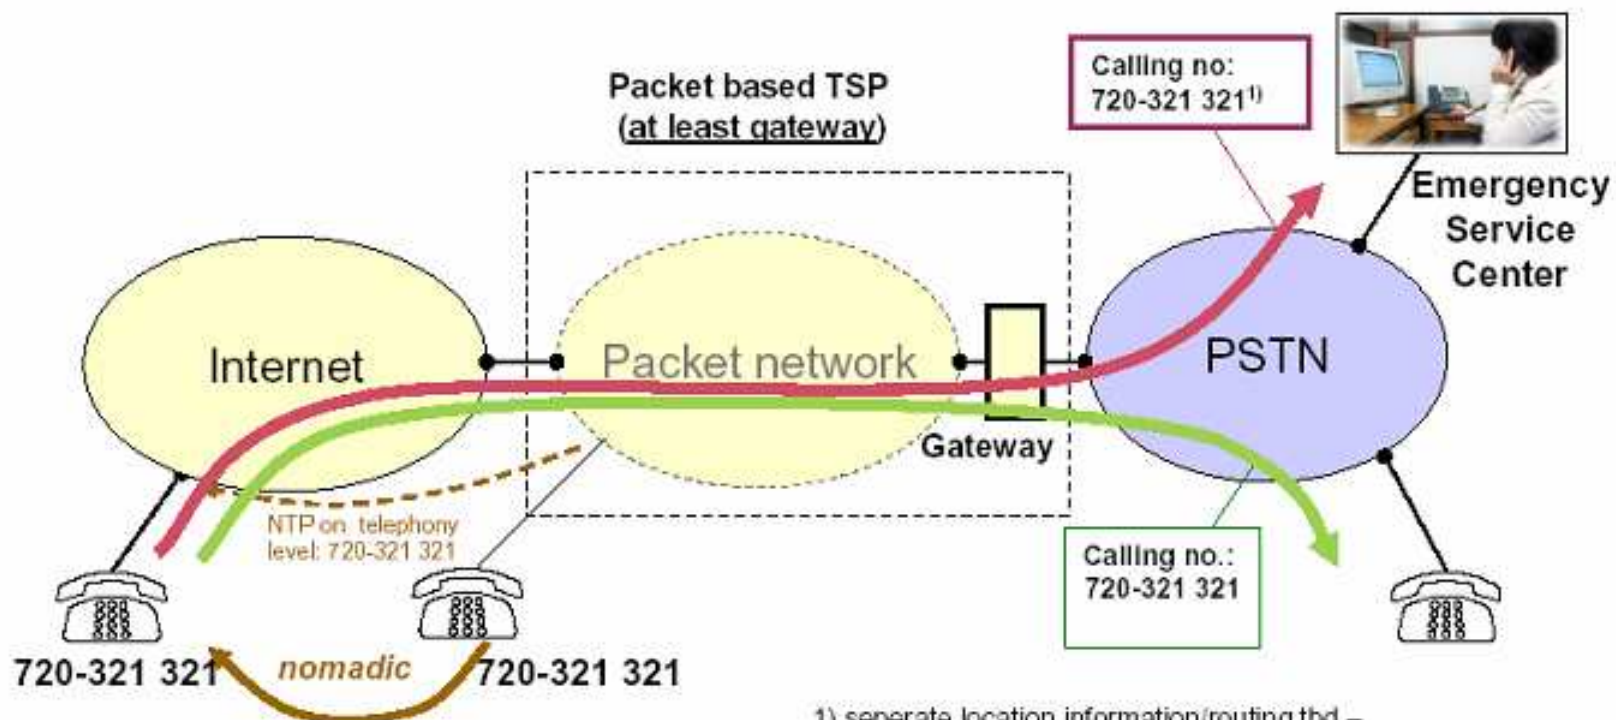 Packet based TSP
(at least gateway)
Calling no:
720-321 321¹⁾
Emergency
Service
Center
Internet
Packet network
PSTN
Gateway
NTP on telephony
level: 720-321 321
Calling no.:
720-321 321
720-321 321
nomadic
720-321 321
1) seperate location information/routing tbd –